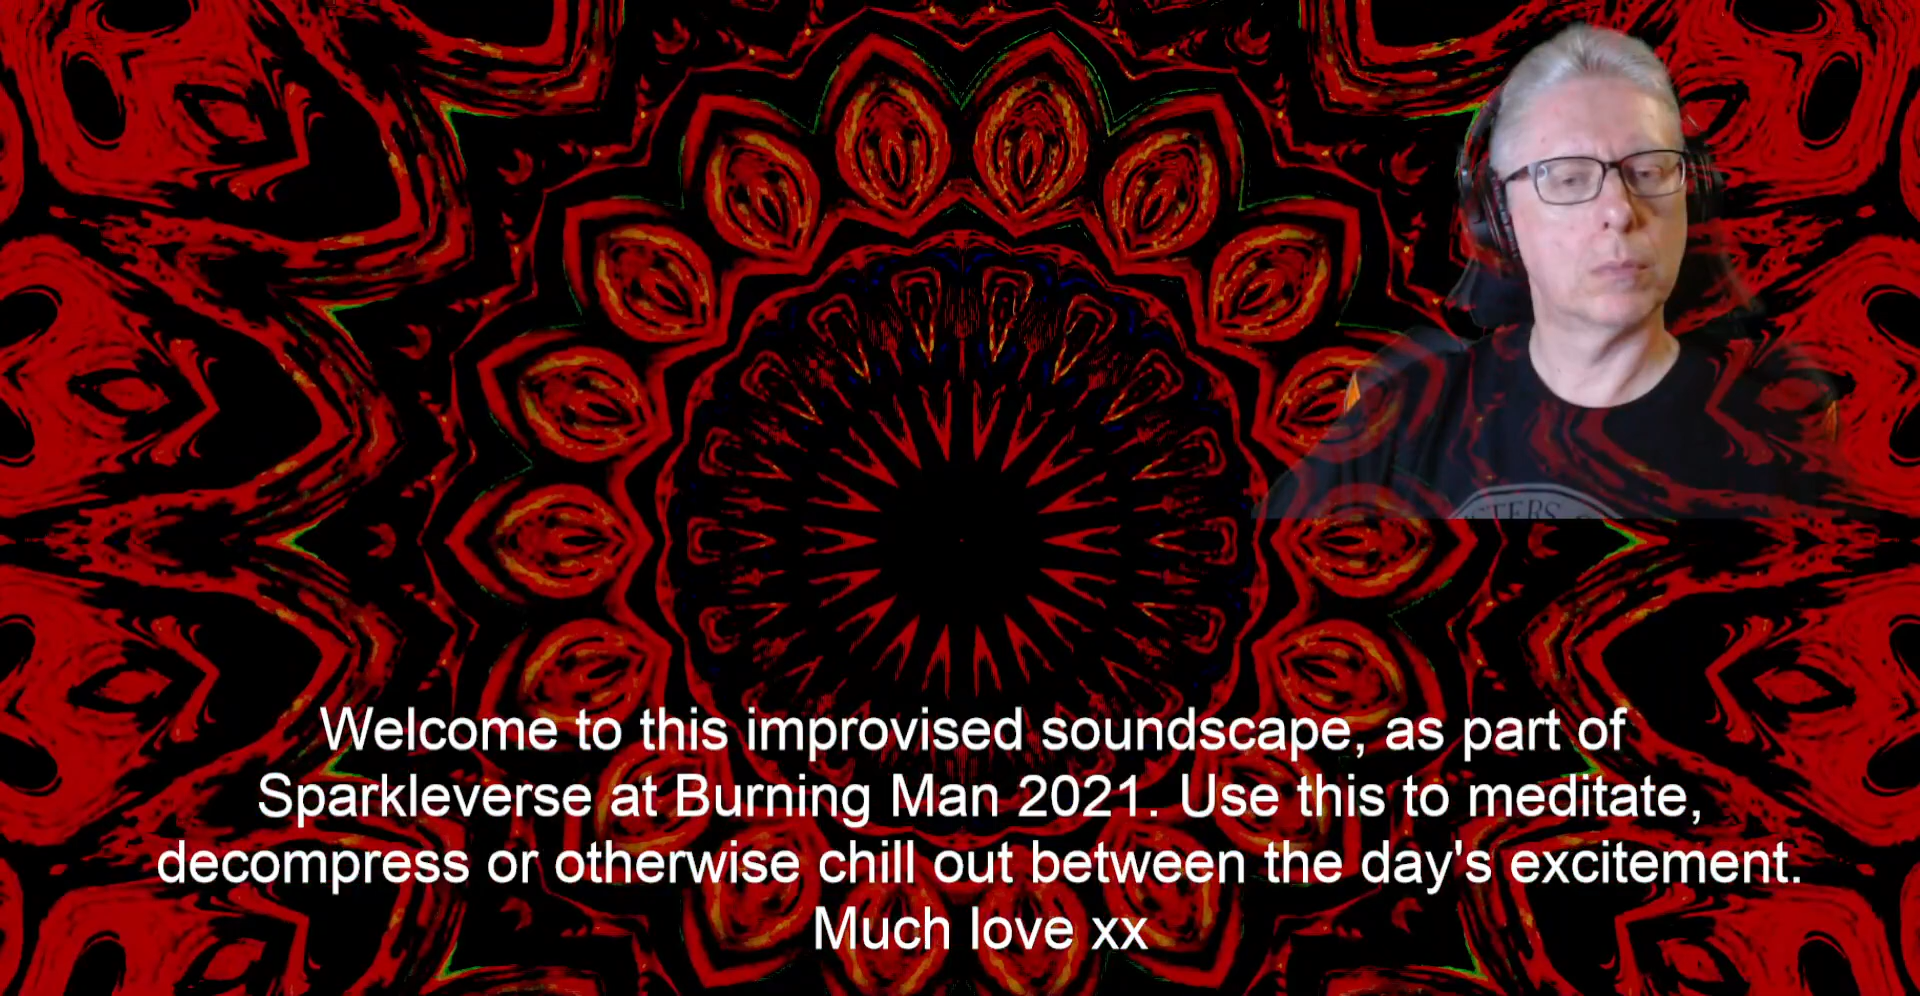 STERS
Welcome to this improvised soundscape, as part of
Sparkleverse at Burning Man 2021. Use this to meditate,
decompress or otherwise chill out between the day's excitement.
Much love xx